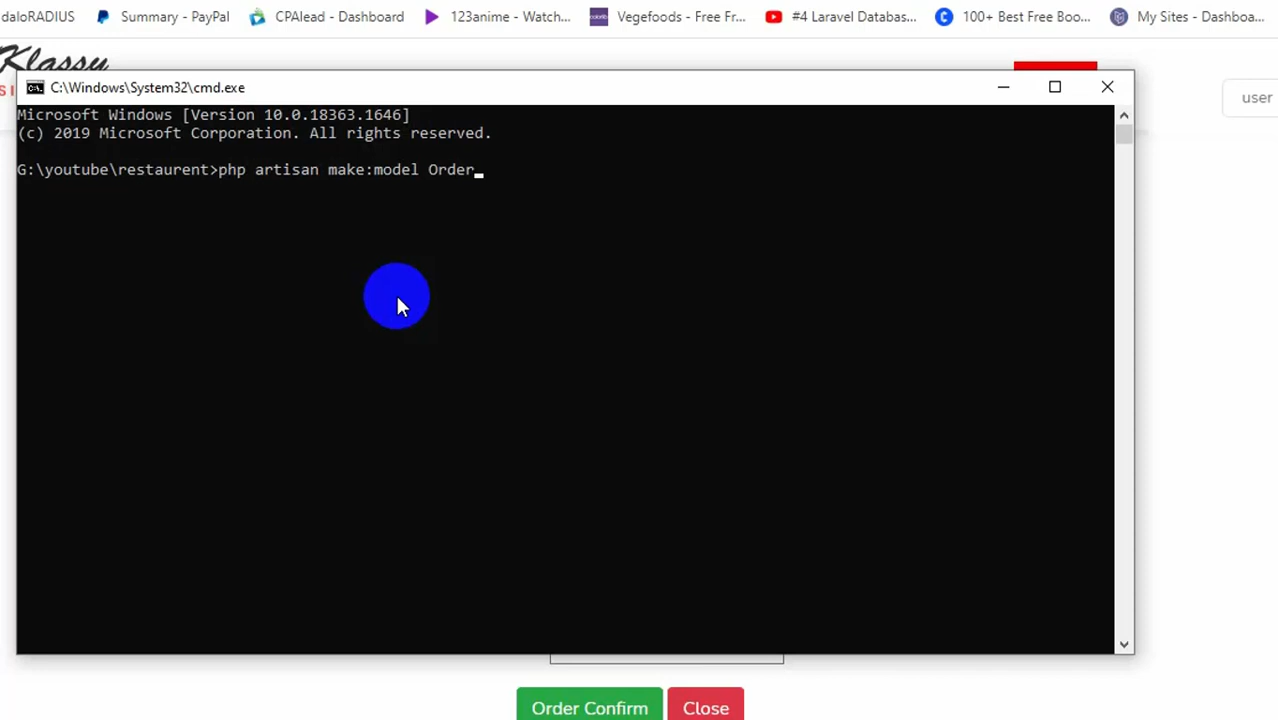 daloRADIUS
Summary - PayPal
CPAlead - Dashboard
123anime - Watch...
Vegefoods - Free Fr...
#4 Laravel Databas...
100+ Best Free Boo...
My Sites - Dashboa...
Klassy
S I
user
C:\Windows\System32\cmd.exe
Microsoft Windows [Version 10.0.18363.1646]
(c) 2019 Microsoft Corporation. All rights reserved.
G:\youtube\restaurent>php artisan make:model Order
Order Confirm
Close